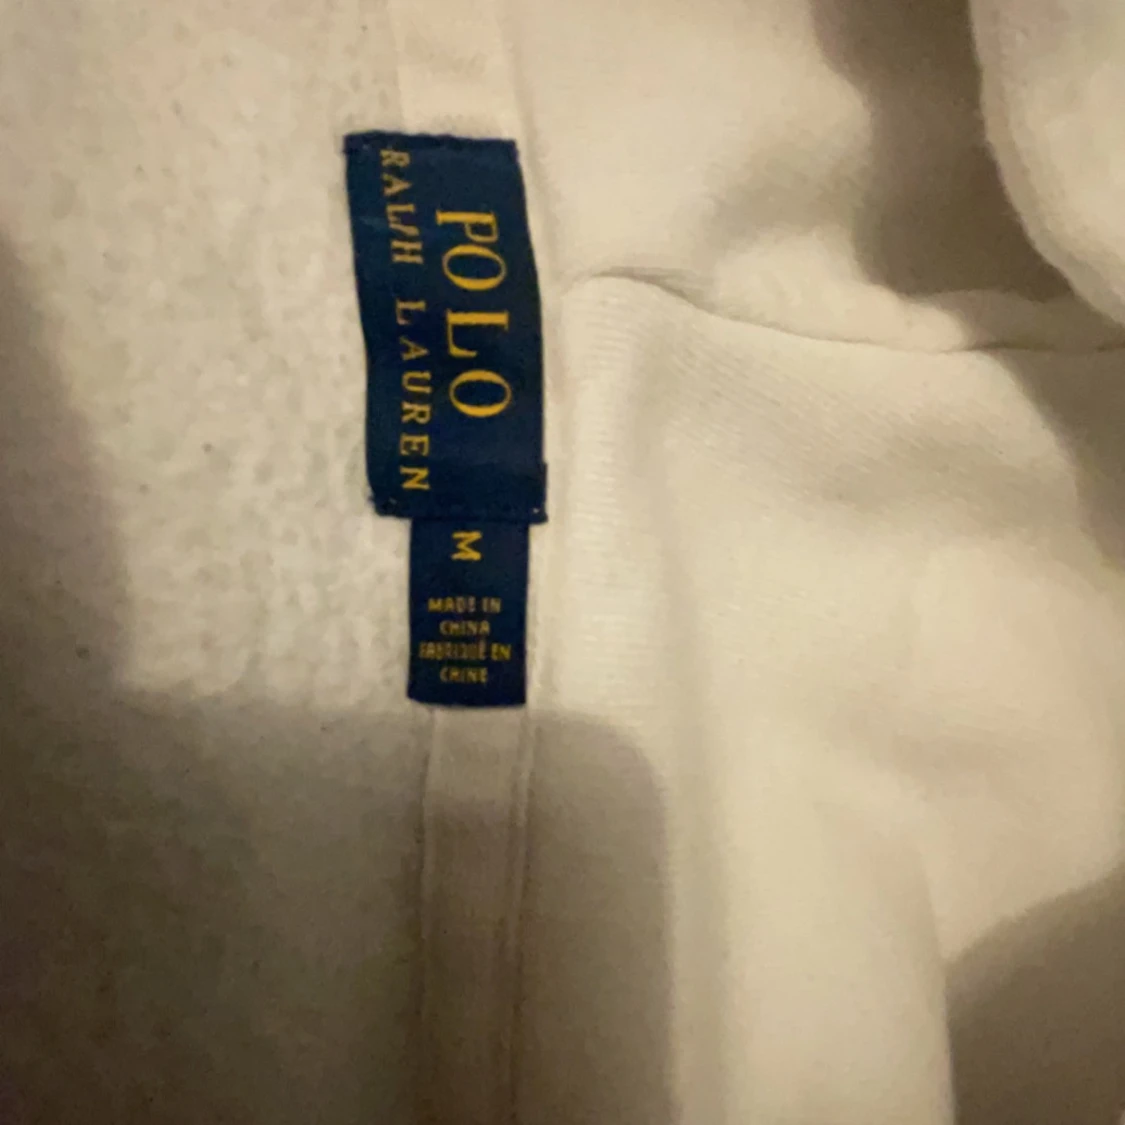 POLO
RALPH LAUREN
M
MADE IN
CHINA
FABRIQUÉ EN
CHINE